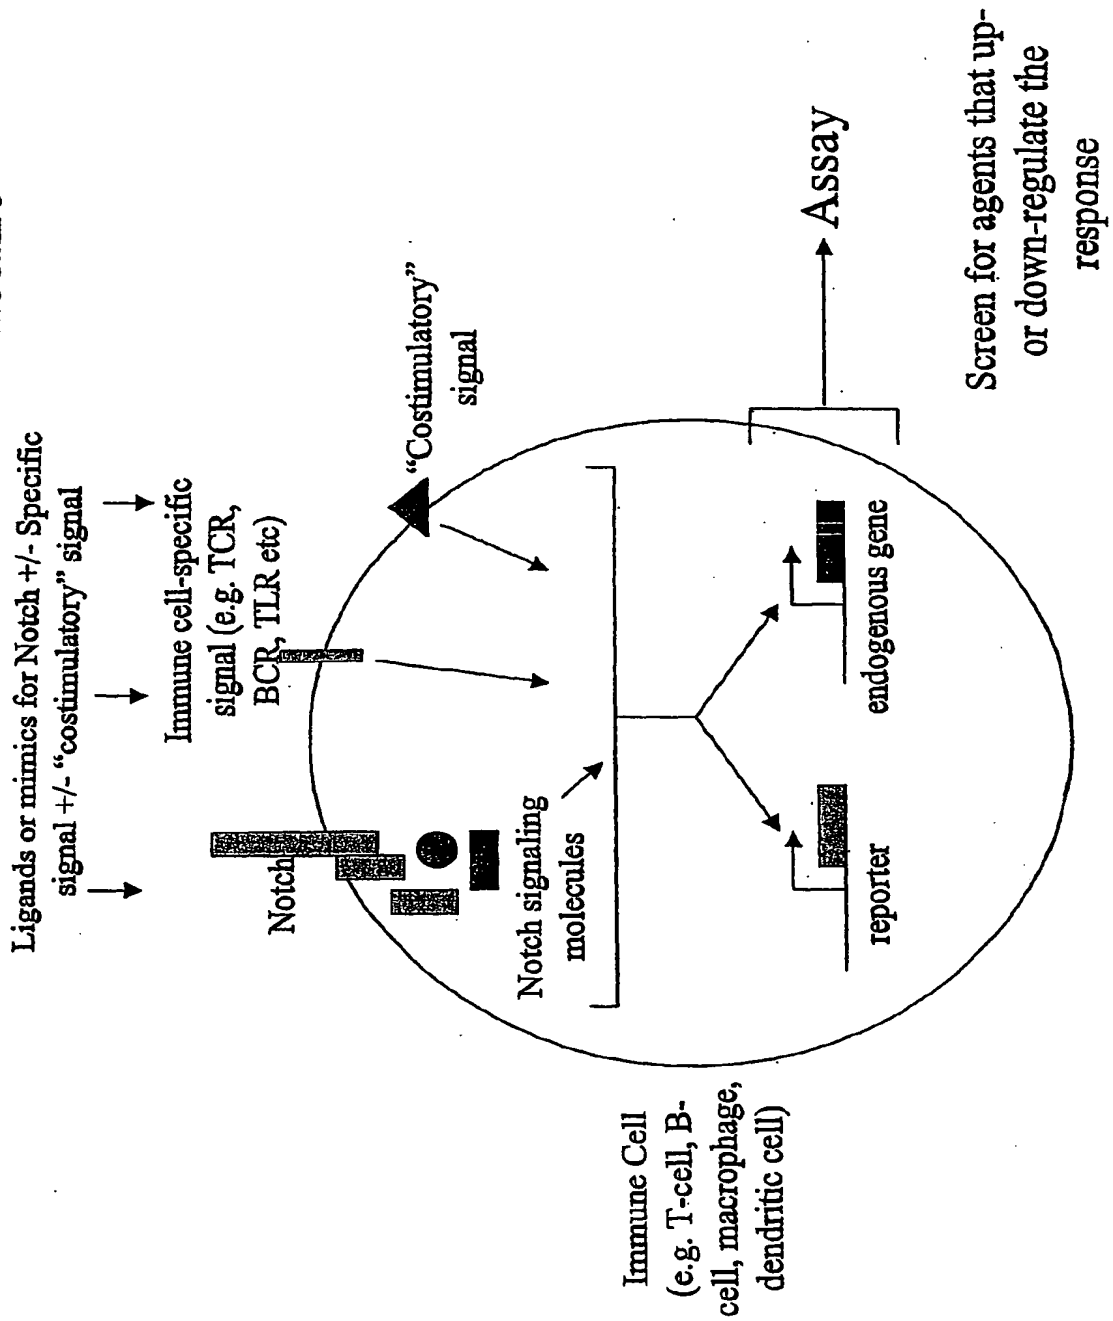 Ligands or mimics for Notch +/- Specific
signal +/- "costimulatory" signal
Immune cell-specific
signal (e.g. TCR,
BCR, TLR etc)
Notch
"Costimulatory"
signal
Notch signaling
molecules
Immune Cell
(e.g. T-cell, B-
cell, macrophage,
dendritic cell)
reporter
endogenous gene
Assay
Screen for agents that up-
or down-regulate the
response